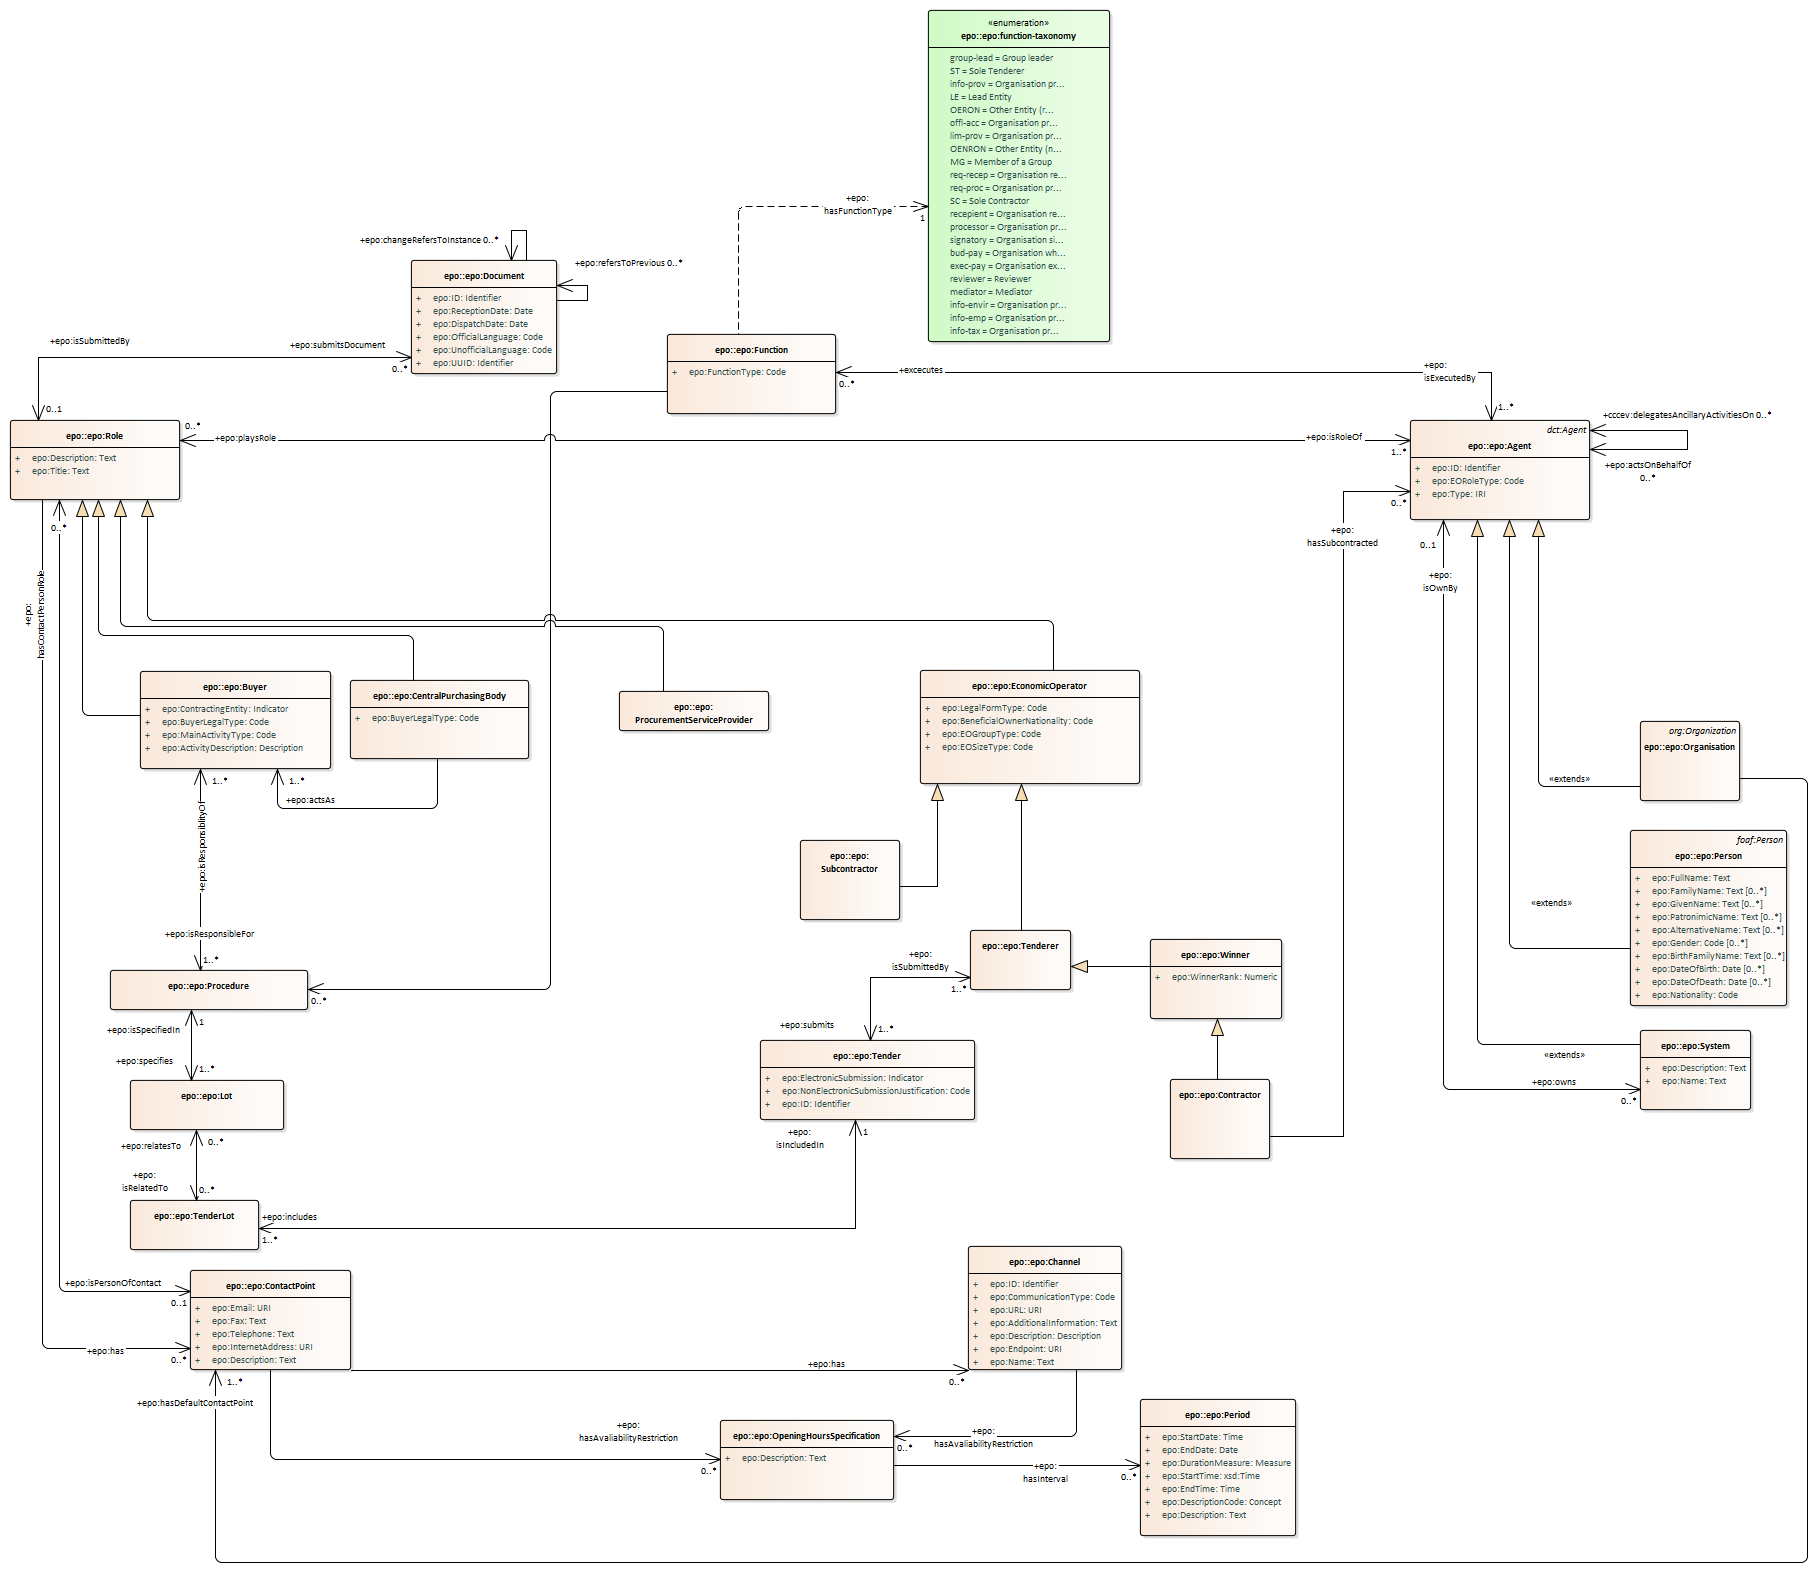 «enumeration»
epo::epo:function-taxonomy
group-lead = Group leader
ST = Sole Tenderer
info-prov = Organisation pr...
LE = Lead Entity
OERON = Other Entity (r...
offl-acc = Organisation pr...
lim-prov = Organisation pr...
OENRON = Other Entity (n...
MG = Member of a Group
req-recep = Organisation re...
req-proc = Organisation pr...
SC = Sole Contractor
recepient = Organisation re...
processor = Organisation pr...
signatory = Organisation si...
bud-pay = Organisation wh...
exec-pay = Organisation ex...
reviewer = Reviewer
mediator = Mediator
info-envir = Organisation pr...
info-emp = Organisation pr...
info-tax = Organisation pr...
+epo:
hasFunctionType
1
+epo:changeRefersToInstance 0..*
+epo:refersToPrevious 0..*
epo::epo:Document
+ epo:ID: Identifier
+ epo:ReceptionDate: Date
+ epo:DispatchDate: Date
+ epo:OfficialLanguage: Code
+ epo:UnofficialLanguage: Code
+ epo:UUID: Identifier
+epo:isSubmittedBy
+epo:submitsDocument
0..*
0..1
epo::epo:Function
+ epo:FunctionType: Code
+excecutes
0..*
+epo:
isExecutedBy
1..*
epo::epo:Role
+ epo:Description: Text
+ epo:Title: Text
0..*
+epo:playsRole
+epo:isRoleOf
1..*
dct:Agent
epo::epo:Agent
+ epo:ID: Identifier
+ epo:EORoleType: Code
+ epo:Type: IRI
+cccev:delegatesAncillaryActivitiesOn 0..*
+epo:actsOnBehalfOf
0..*
0..*
+epo:
hasSubcontracted
0..1
+epo:
isOwnBy
0..*
+epo:
hasContactPersonRole
epo::epo:Buyer
+ epo:ContractingEntity: Indicator
+ epo:BuyerLegalType: Code
+ epo:MainActivityType: Code
+ epo:ActivityDescription: Description
epo::epo:CentralPurchasingBody
+ epo:BuyerLegalType: Code
epo::epo:
ProcurementServiceProvider
epo::epo:EconomicOperator
+ epo:LegalFormType: Code
+ epo:BeneficialOwnerNationality: Code
+ epo:EOGroupType: Code
+ epo:EOSizeType: Code
org:Organization
epo::epo:Organisation
«extends»
1..*
1..*
+epo:actsAs
+epo:isResponsiblityOf
+epo:isResponsibleFor
1..*
epo::epo:
Subcontractor
foaf:Person
epo::epo:Person
+ epo:FullName: Text
+ epo:FamilyName: Text [0..*]
+ epo:GivenName: Text [0..*]
+ epo:PatronimicName: Text [0..*]
+ epo:AlternativeName: Text [0..*]
+ epo:Gender: Code [0..*]
+ epo:BirthFamilyName: Text [0..*]
+ epo:DateOfBirth: Date [0..*]
+ epo:DateOfDeath: Date [0..*]
+ epo:Nationality: Code
«extends»
epo::epo:Tenderer
epo::epo:Winner
+ epo:WinnerRank: Numeric
+epo:
isSubmittedBy
1..*
epo::epo:Procedure
0..*
1
+epo:isSpecifiedIn
+epo:specifies
1..*
+epo:submits
1..*
epo::epo:Tender
+ epo:ElectronicSubmission: Indicator
+ epo:NonElectronicSubmissionJustification: Code
+ epo:ID: Identifier
epo::epo:System
+ epo:Description: Text
+ epo:Name: Text
«extends»
+epo:owns
0..*
epo::epo:Contractor
epo::epo:Lot
+epo:relatesTo
0..*
+epo:
isRelatedTo
0..*
+epo:
isIncludedIn
1
epo::epo:TenderLot
+epo:includes
1..*
+epo:isPersonOfContact
0..1
epo::epo:ContactPoint
+ epo:Email: URI
+ epo:Fax: Text
+ epo:Telephone: Text
+ epo:InternetAddress: URI
+ epo:Description: Text
+epo:has
0..*
epo::epo:Channel
+ epo:ID: Identifier
+ epo:CommunicationType: Code
+ epo:URL: URI
+ epo:AdditionalInformation: Text
+ epo:Description: Description
+ epo:Endpoint: URI
+ epo:Name: Text
+epo:has
0..*
1..*
+epo:hasDefaultContactPoint
+epo:
hasAvaliabilityRestriction
0..*
epo::epo:OpeningHoursSpecification
+ epo:Description: Text
+epo:
hasAvaliabilityRestriction
0..*
+epo:
hasInterval
0..*
epo::epo:Period
+ epo:StartDate: Time
+ epo:EndDate: Date
+ epo:DurationMeasure: Measure
+ epo:StartTime: xsd:Time
+ epo:EndTime: Time
+ epo:DescriptionCode: Concept
+ epo:Description: Text